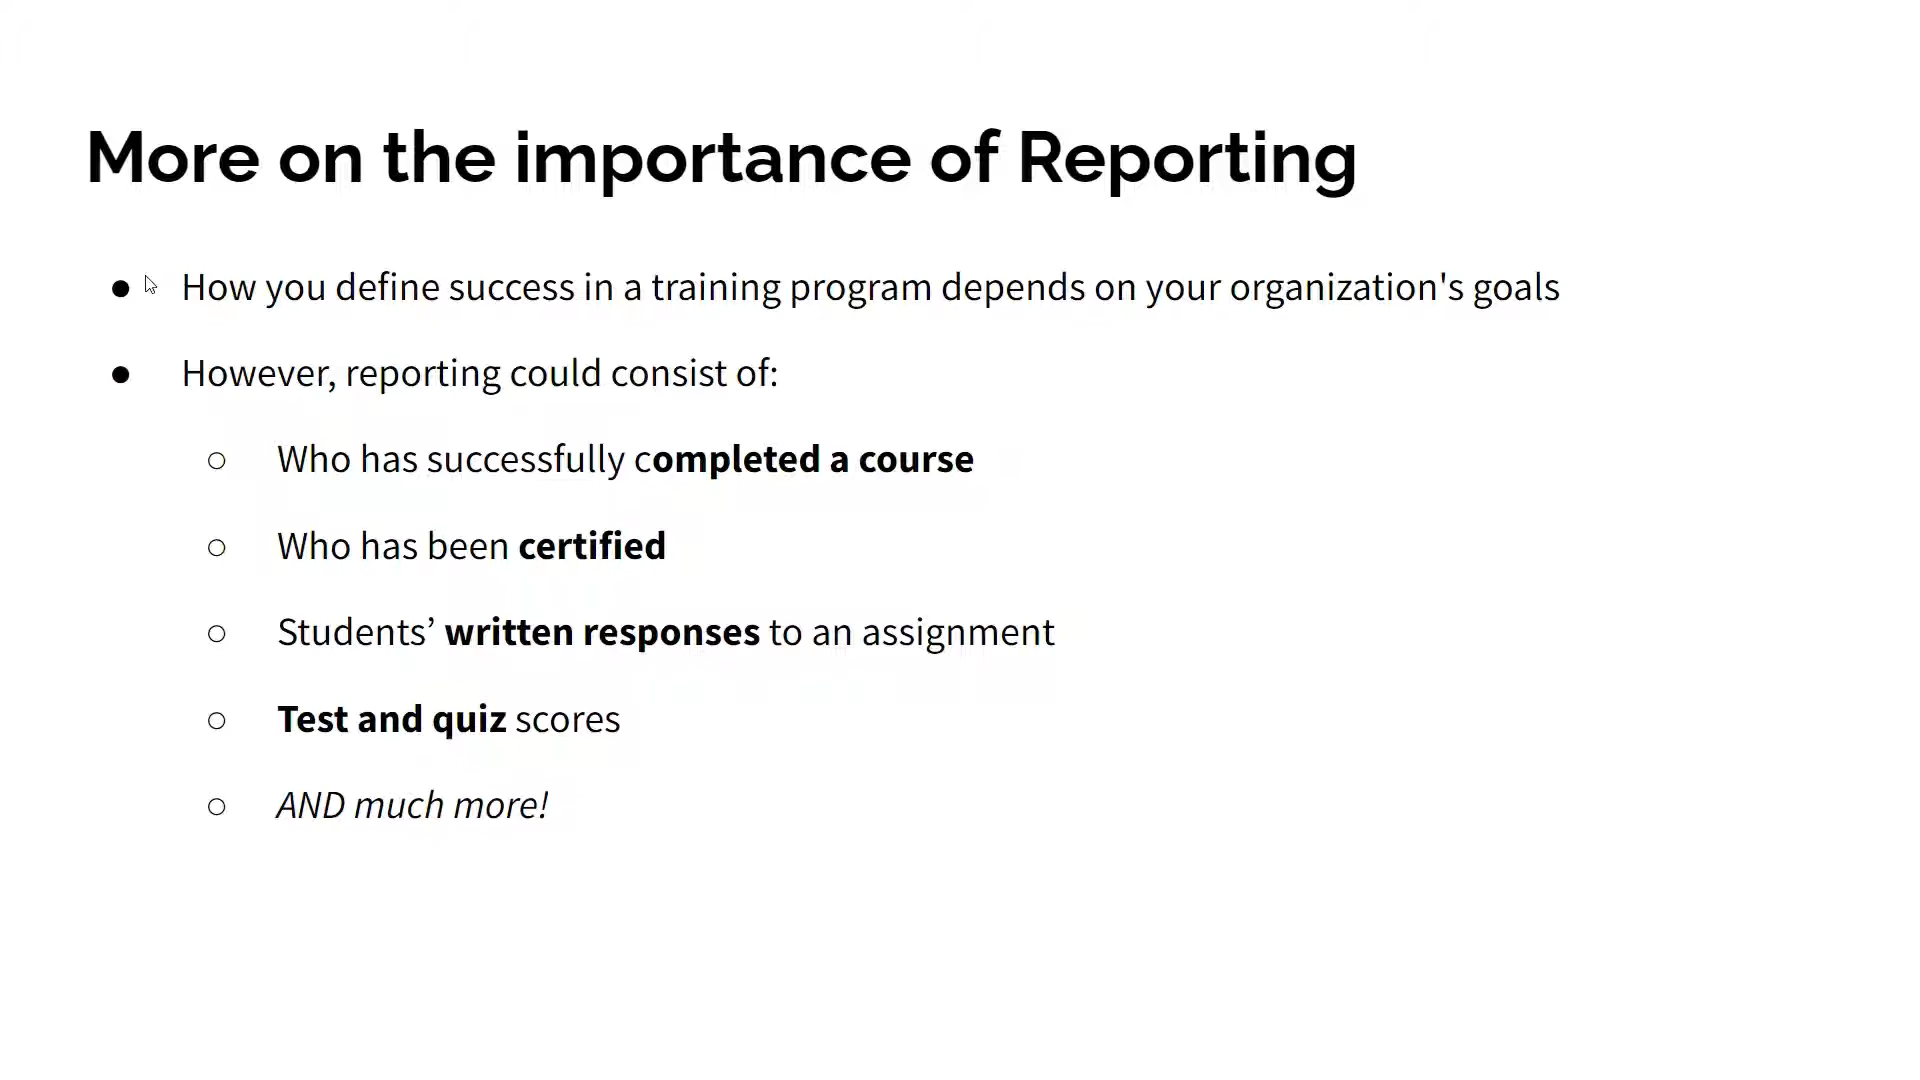 More on the importance of Reporting
● How you define success in a training program depends on your organization's goals
● However, reporting could consist of:
○ Who has successfully completed a course
○ Who has been certified
○ Students’ written responses to an assignment
○ Test and quiz scores
○ AND much more!